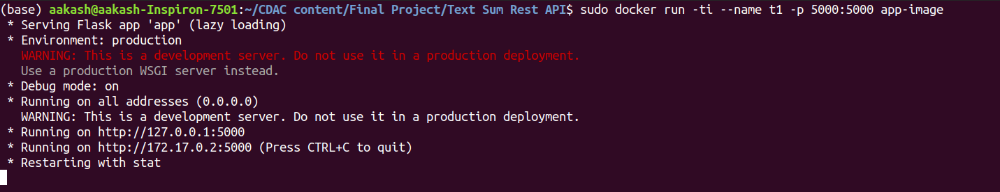 (base) aakash@aakash-Inspiron-7501:~/CDAC content/Final Project/Text Sum Rest API$ sudo docker run -ti --name t1 -p 5000:5000 app-image
* Serving Flask app 'app' (lazy loading)
* Environment: production
WARNING: This is a development server. Do not use it in a production deployment.
Use a production WSGI server instead.
* Debug mode: on
* Running on all addresses (0.0.0.0)
WARNING: This is a development server. Do not use it in a production deployment.
* Running on http://127.0.0.1:5000
* Running on http://172.17.0.2:5000 (Press CTRL+C to quit)
* Restarting with stat